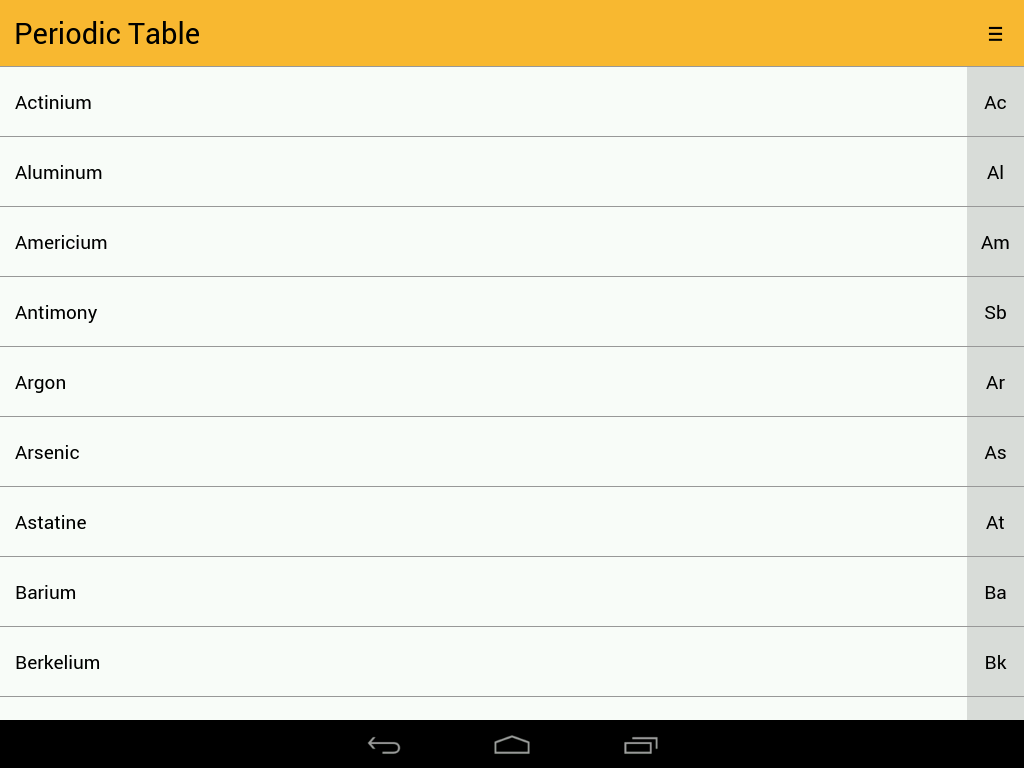 Periodic Table
Actinium Ac
Aluminum Al
Americium Am
Antimony Sb
Argon Ar
Arsenic As
Astatine At
Barium Ba
Berkelium Bk